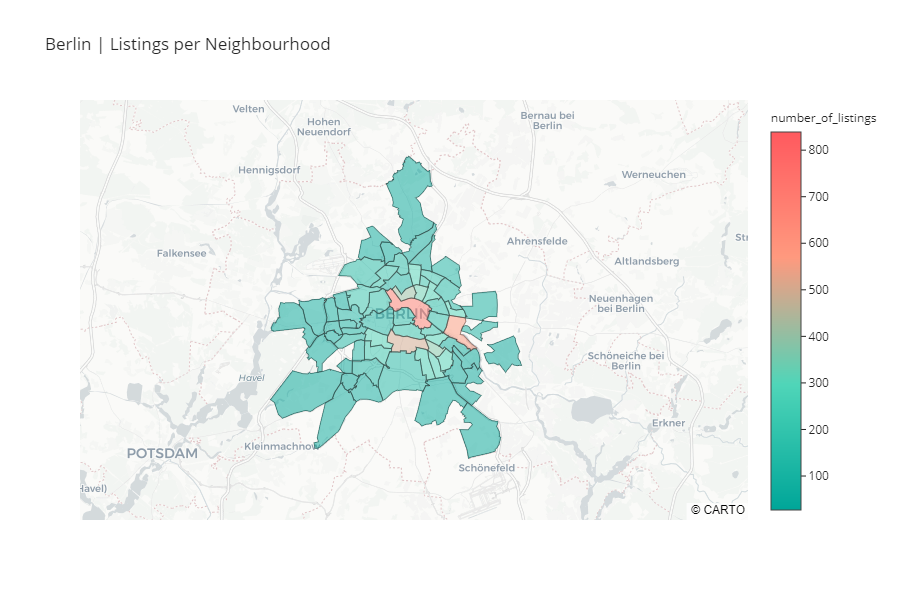 Berlin | Listings per Neighbourhood
Velten
Hohen
Neuendorf
Bernau bei
Berlin
Hennigsdorf
Werneuchen
Falkensee
Ahrensfelde
Altlandsberg
Neuenhagen
bei Berlin
BERLIN
Schöneiche bei
Berlin
Havel
Erkner
POTSDAM
Kleinmachnow
Schönefeld
Havel)
© CARTO
number_of_listings
800
700
600
500
400
300
200
100